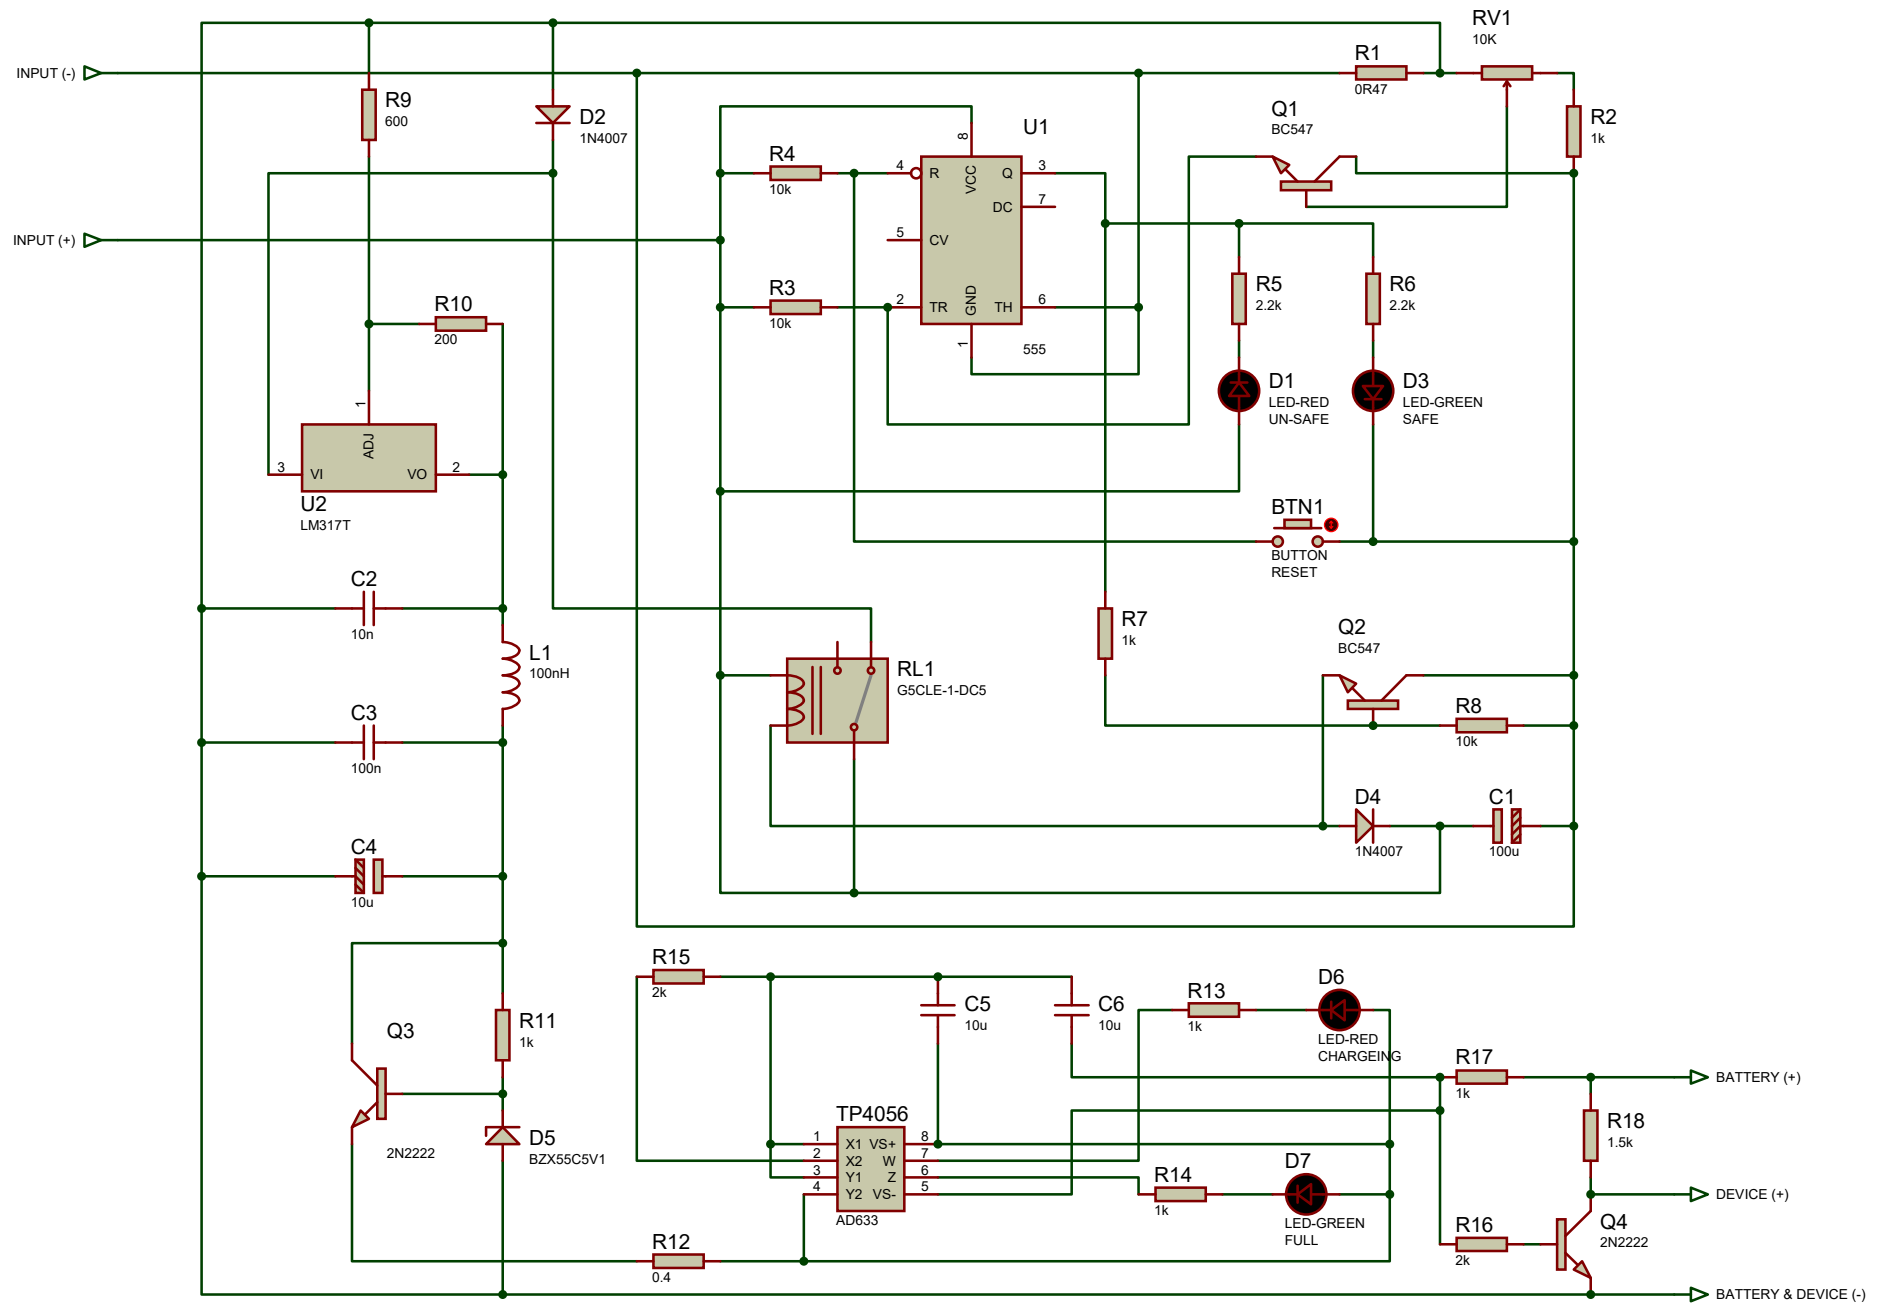 RV1
10K
INPUT (-)
R1
0R47
R9
600
D2
1N4007
Q1
BC547
R2
1k
U1
8
VCC
R4
10k
4
R
Q
3
DC
7
INPUT (+)
5
CV
R3
10k
2
TR
GND
TH
6
1
555
R5
2.2k
R6
2.2k
R10
200
D1
LED-RED
UN-SAFE
D3
LED-GREEN
SAFE
1
ADJ
3
VI
VO
2
U2
LM317T
BTN1
BUTTON
RESET
C2
10n
L1
100nH
R7
1k
Q2
BC547
RL1
G5CLE-1-DC5
C3
100n
R8
10k
D4
1N4007
C1
100u
C4
10u
R15
2k
C5
10u
C6
10u
R13
1k
D6
LED-RED
CHARGEING
Q3
2N2222
R11
1k
R17
1k
BATTERY (+)
TP4056
1
X1
VS+
8
2
X2
W
7
3
Y1
Z
6
4
Y2
VS-
5
AD633
D5
BZX55C5V1
R18
1.5k
R14
1k
D7
LED-GREEN
FULL
DEVICE (+)
R12
0.4
R16
2k
Q4
2N2222
BATTERY & DEVICE (-)